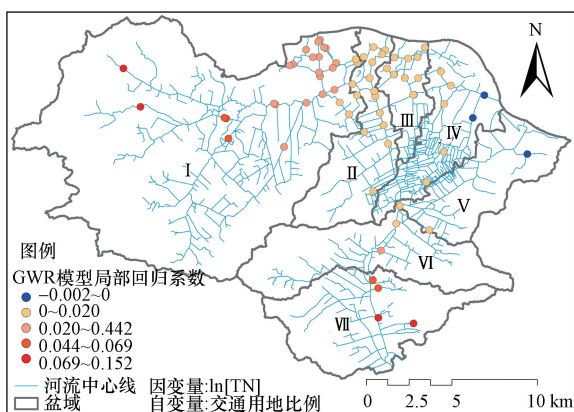 N
Ⅰ
Ⅱ
Ⅲ
Ⅳ
Ⅴ
Ⅵ
Ⅶ
图例
GWR模型局部回归系数
−0.002~0
0~0.020
0.020~0.442
0.044~0.069
0.069~0.152
河流中心线 因变量:ln[TN]
盆域 自变量:交通用地比例
0 2.5 5 10 km